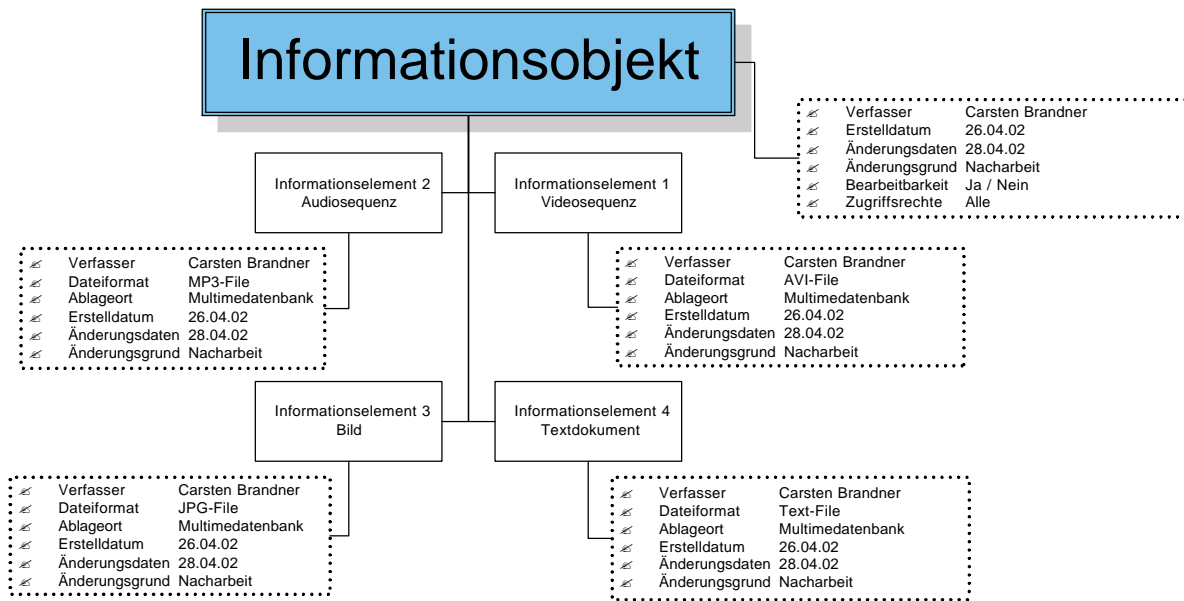 Informationsobjekt
Verfasser Carsten Brandner
Erstelldatum 26.04.02
Änderungsdaten 28.04.02
Änderungsgrund Nacharbeit
Bearbeitbarkeit Ja / Nein
Zugriffsrechte Alle
Informationselement 2
Audiosequenz
Informationselement 1
Videosequenz
Verfasser Carsten Brandner
Dateiformat MP3-File
Ablageort Multimedatenbank
Erstelldatum 26.04.02
Änderungsdaten 28.04.02
Änderungsgrund Nacharbeit
Verfasser Carsten Brandner
Dateiformat AVI-File
Ablageort Multimedatenbank
Erstelldatum 26.04.02
Änderungsdaten 28.04.02
Änderungsgrund Nacharbeit
Informationselement 3
Bild
Informationselement 4
Textdokument
Verfasser Carsten Brandner
Dateiformat JPG-File
Ablageort Multimedatenbank
Erstelldatum 26.04.02
Änderungsdaten 28.04.02
Änderungsgrund Nacharbeit
Verfasser Carsten Brandner
Dateiformat Text-File
Ablageort Multimedatenbank
Erstelldatum 26.04.02
Änderungsdaten 28.04.02
Änderungsgrund Nacharbeit